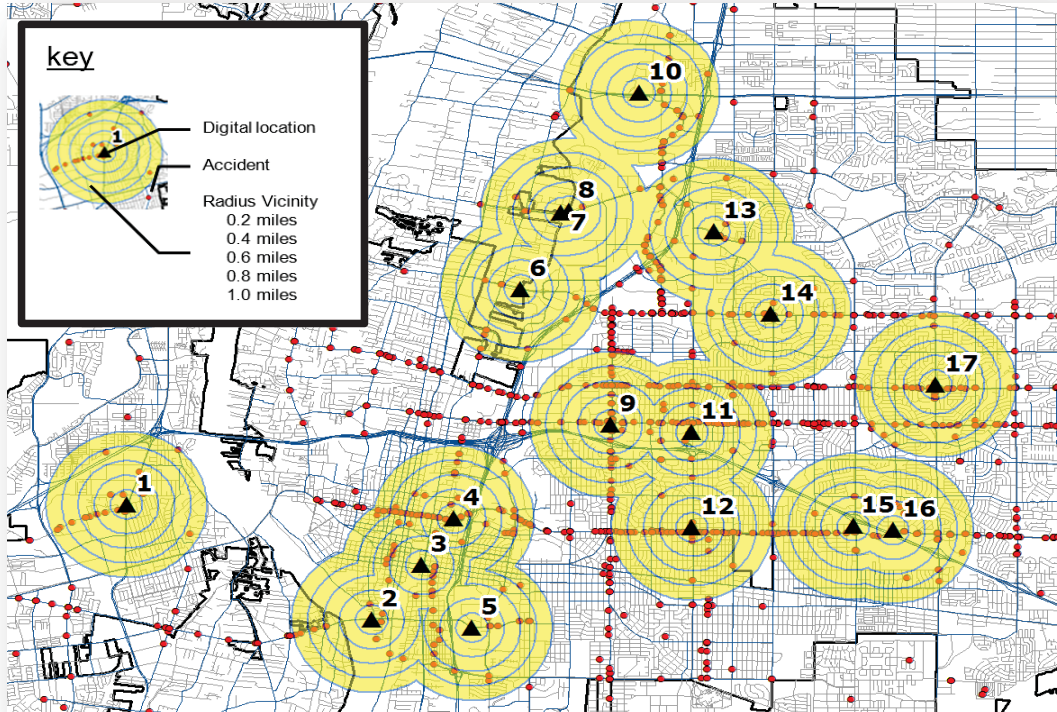 key
1
Digital location
Accident
Radius Vicinity
0.2 miles
0.4 miles
0.6 miles
0.8 miles
1.0 miles
10
8
7
13
6
14
17
9
11
1
4
12
15
16
3
2
5